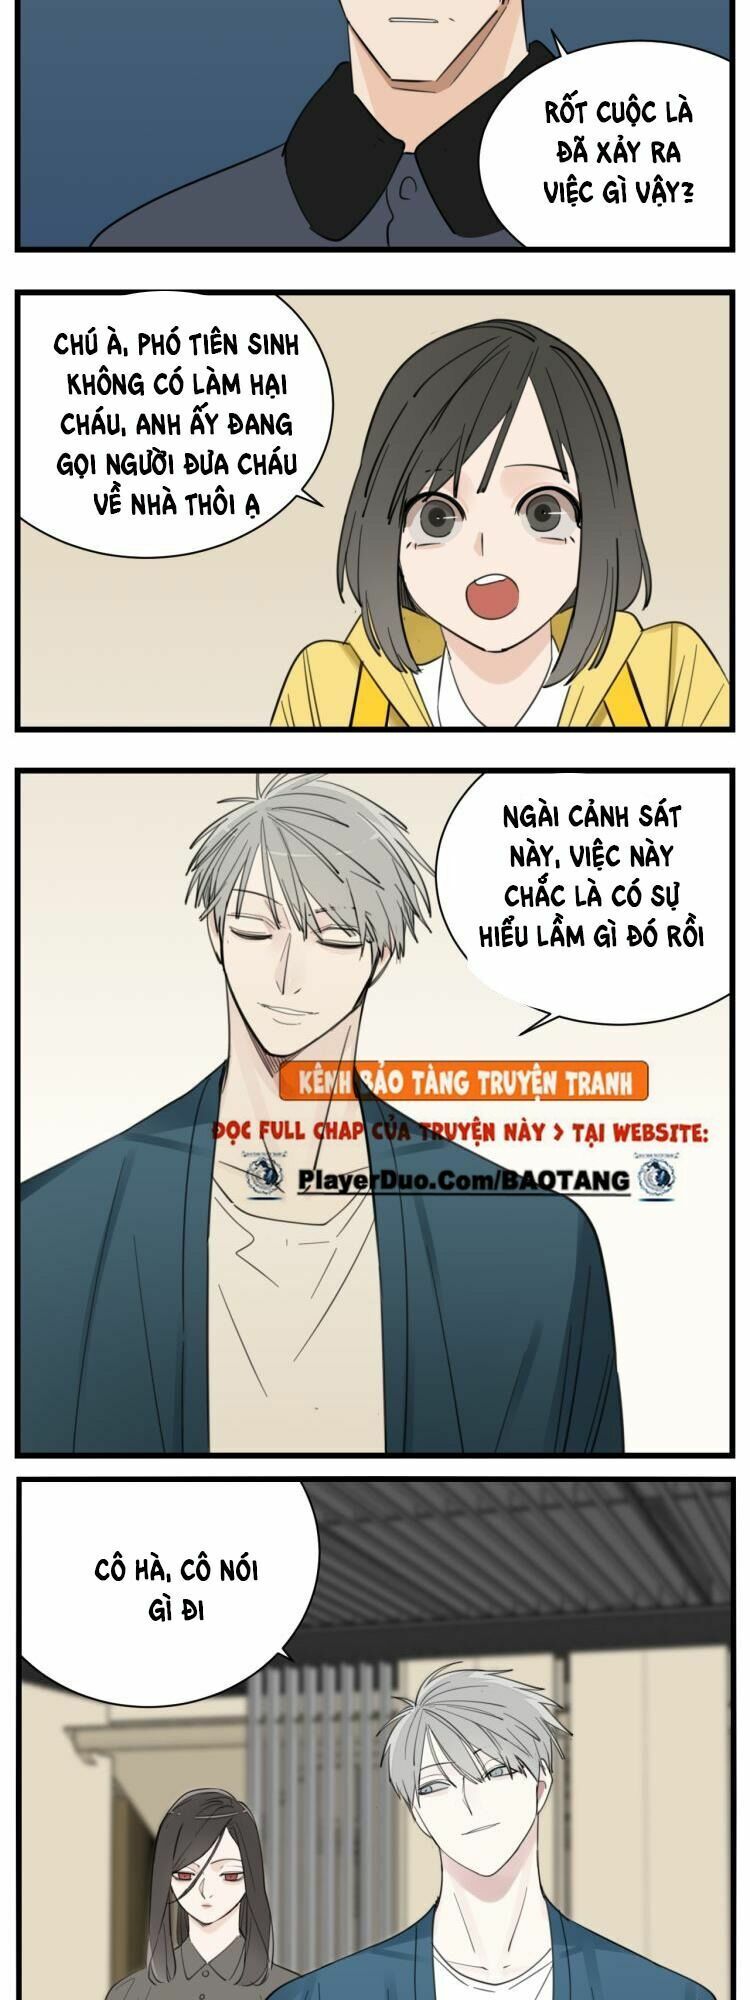 RỐT CUỘC LÀ
ĐÃ XẢY RA
VIỆC GÌ VẬY?
CHÚ À, PHÓ TIÊN SINH
KHÔNG CÓ LÀM HẠI
CHÁU, ANH ẤY ĐANG
GỌI NGƯỜI ĐƯA CHÁU
VỀ NHÀ THÔI Ạ
NGÀI CẢNH SÁT
NÀY, VIỆC NÀY
CHẮC LÀ CÓ SỰ
HIỂU LẦM GÌ ĐÓ RỒI
KÊNH BẢO TÀNG TRUYỆN TRANH
ĐỌC FULL CHAP CỦA TRUYỆN NÀY > TẠI WEBSITE:
PlayerDuo.Com/BAOTANG
CÔ HÀ, CÔ NÓI
GÌ ĐI